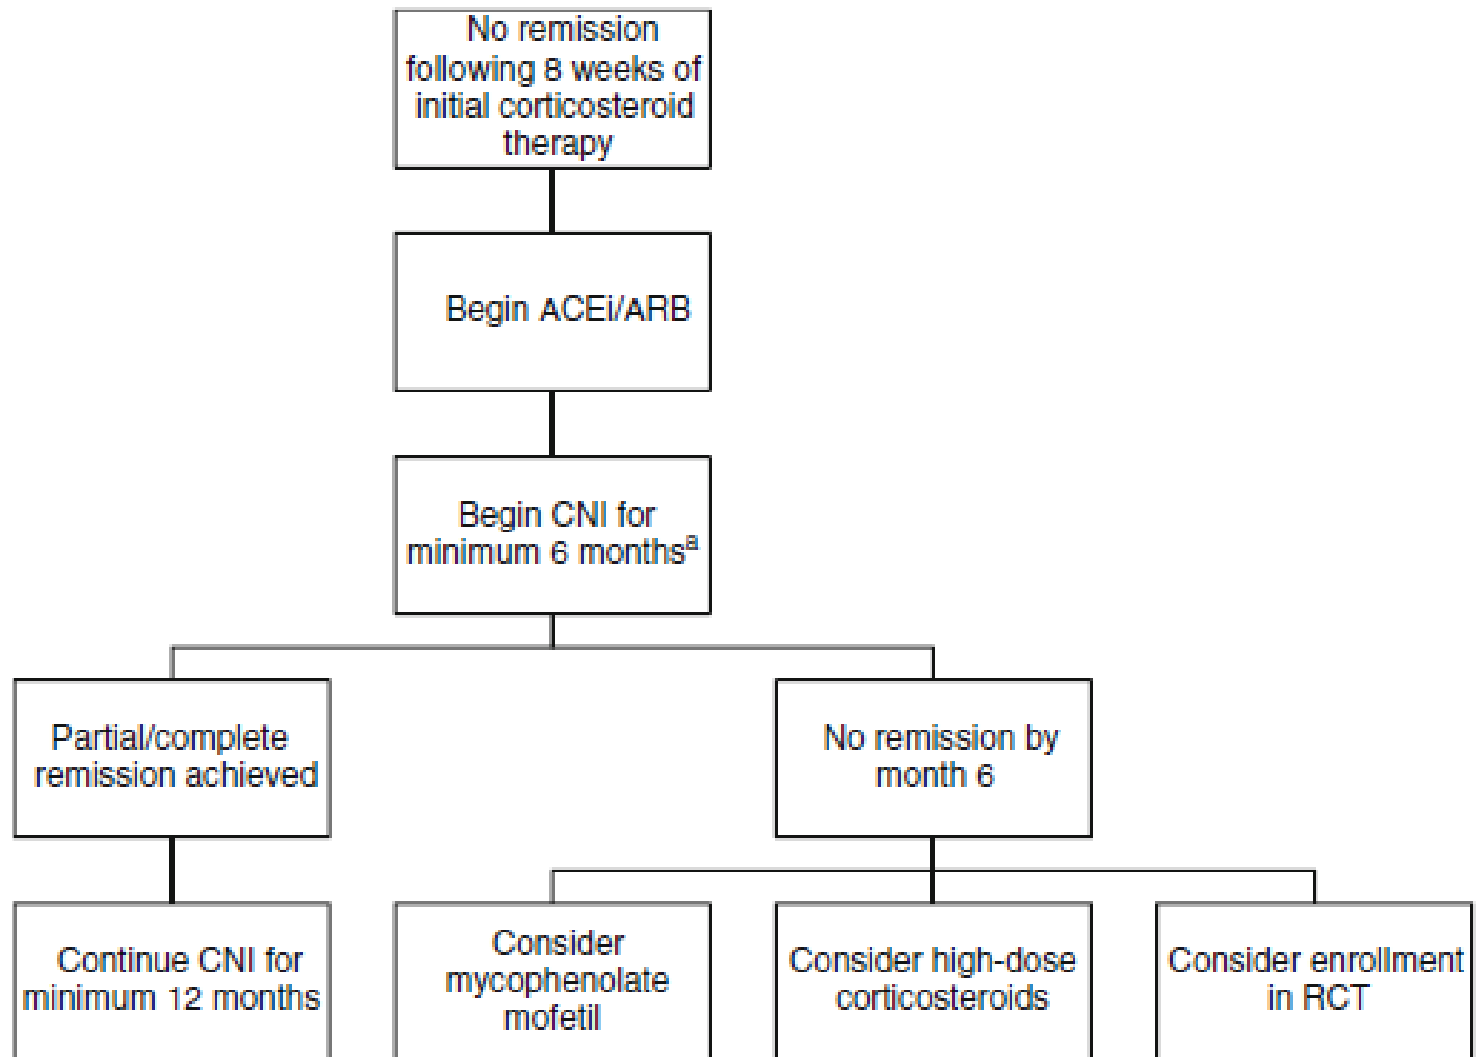 No remission
following 8 weeks of
initial corticosteroid
therapy
Begin ACEi/ARB
Begin CNI for
minimum 6 monthsᵃ
Partial/complete
remission achieved
No remission by
month 6
Continue CNI for
minimum 12 months
Consider
mycophenolate
mofetil
Consider high-dose
corticosteroids
Consider enrollment
in RCT